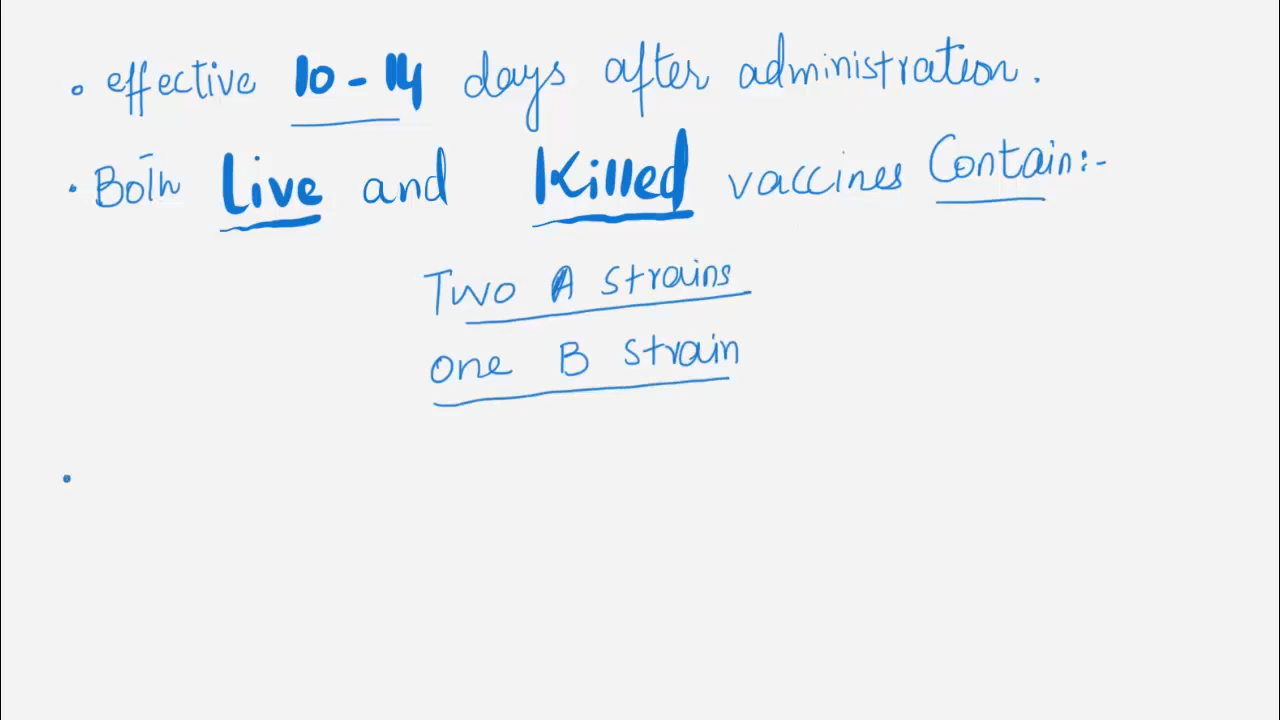 • effective 10-14 days after administration.
• Both Live and Killed vaccines Contain:-
Two A strains
one B strain
•